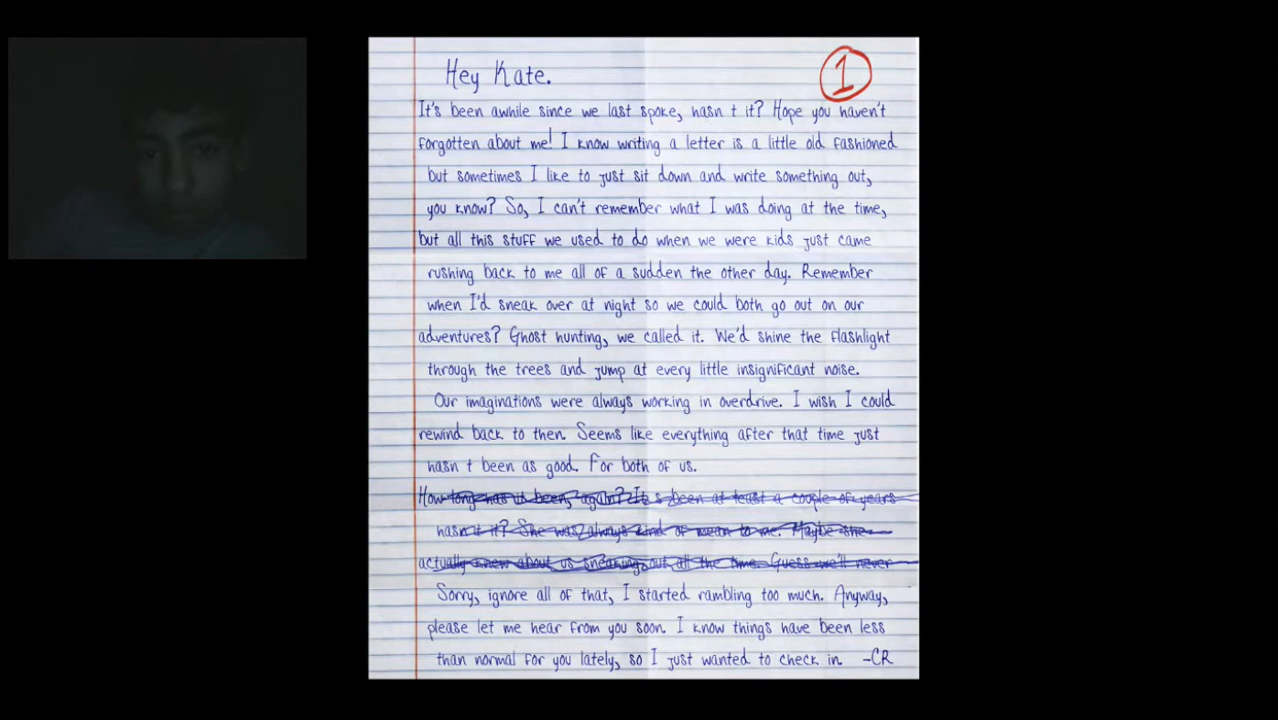 Hey Kate.
1
It's been awhile since we last spoke, hasn t it? Hope you haven't
forgotten about me! I know writing a letter is a little old fashioned
but sometimes I like to just sit down and write something out,
you know? So, I can't remember what I was doing at the time,
but all this stuff we used to do when we were kids just came
rushing back to me all of a sudden the other day. Remember
when I'd sneak over at night so we could both go out on our
adventures? Ghost hunting, we called it. We'd shine the flashlight
through the trees and jump at every little insignificant noise.
Our imaginations were always working in overdrive. I wish I could
rewind back to then. Seems like everything after that time just
hasn t been as good. For both of us.
How long has it been, again? It s been at least a couple of years
hasn t it? She was always kind of mean to me. Maybe she
actually knew about us sneaking out all the time. Guess we'll never
Sorry, ignore all of that, I started rambling too much. Anyway,
please let me hear from you soon. I know things have been less
than normal for you lately, so I just wanted to check in. -CR